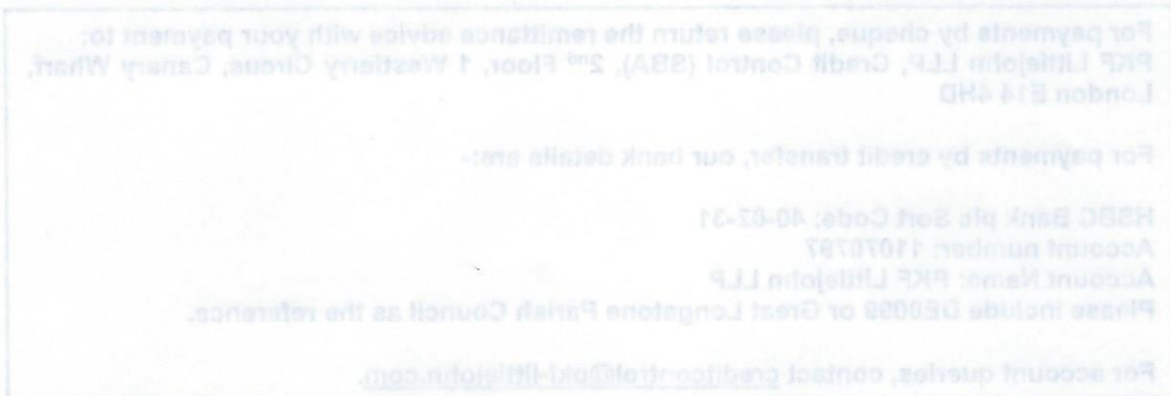 For payments by cheque, please return the remittance advice with your payment to:
PKF Littlejohn LLP, Credit Control (SBA), 2nd Floor, 1 Westferry Circus, Canary Wharf,
London E14 4HD
For payments by credit transfer, our bank details are:-
HSBC Bank plc Sort Code: 40-02-31
Account number: 11070797
Account Name: PKF Littlejohn LLP
Please include DE0099 or Great Longstone Parish Council as the reference.
For account queries, contact creditcontrol@pkf-littlejohn.com.